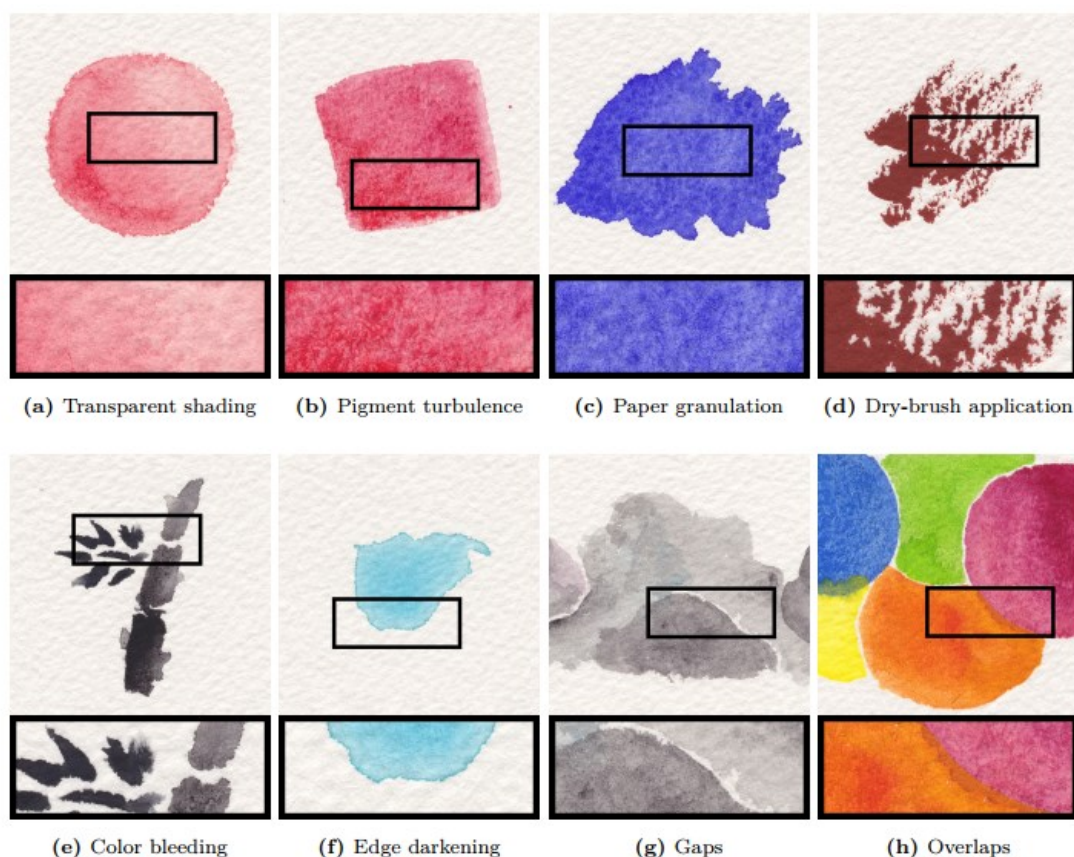 (a) Transparent shading
(b) Pigment turbulence
(c) Paper granulation
(d) Dry-brush application
(e) Color bleeding
(f) Edge darkening
(g) Gaps
(h) Overlaps